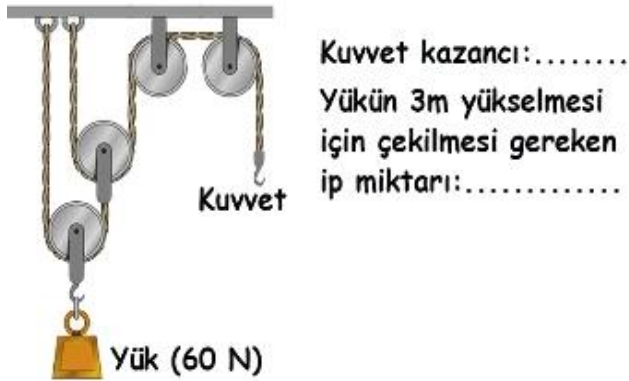 Kuvvet kazancı:........
Yükün 3m yükselmesi
için çekilmesi gereken
ip miktarı:.............
Kuvvet
Yük (60 N)